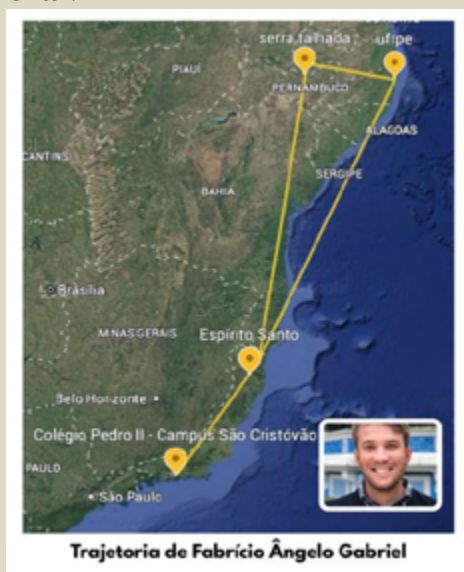 serra talhada
ufrpe
PIAUÍ
PERNAMBUCO
ALAGOAS
SERGIPE
BAHIA
Brasília
MINAS GERAIS
Espírito Santo
Belo Horizonte
Colégio Pedro II - Campus São Cristóvão
PAULO
São Paulo
Trajetoria de Fabrício Ângelo Gabriel